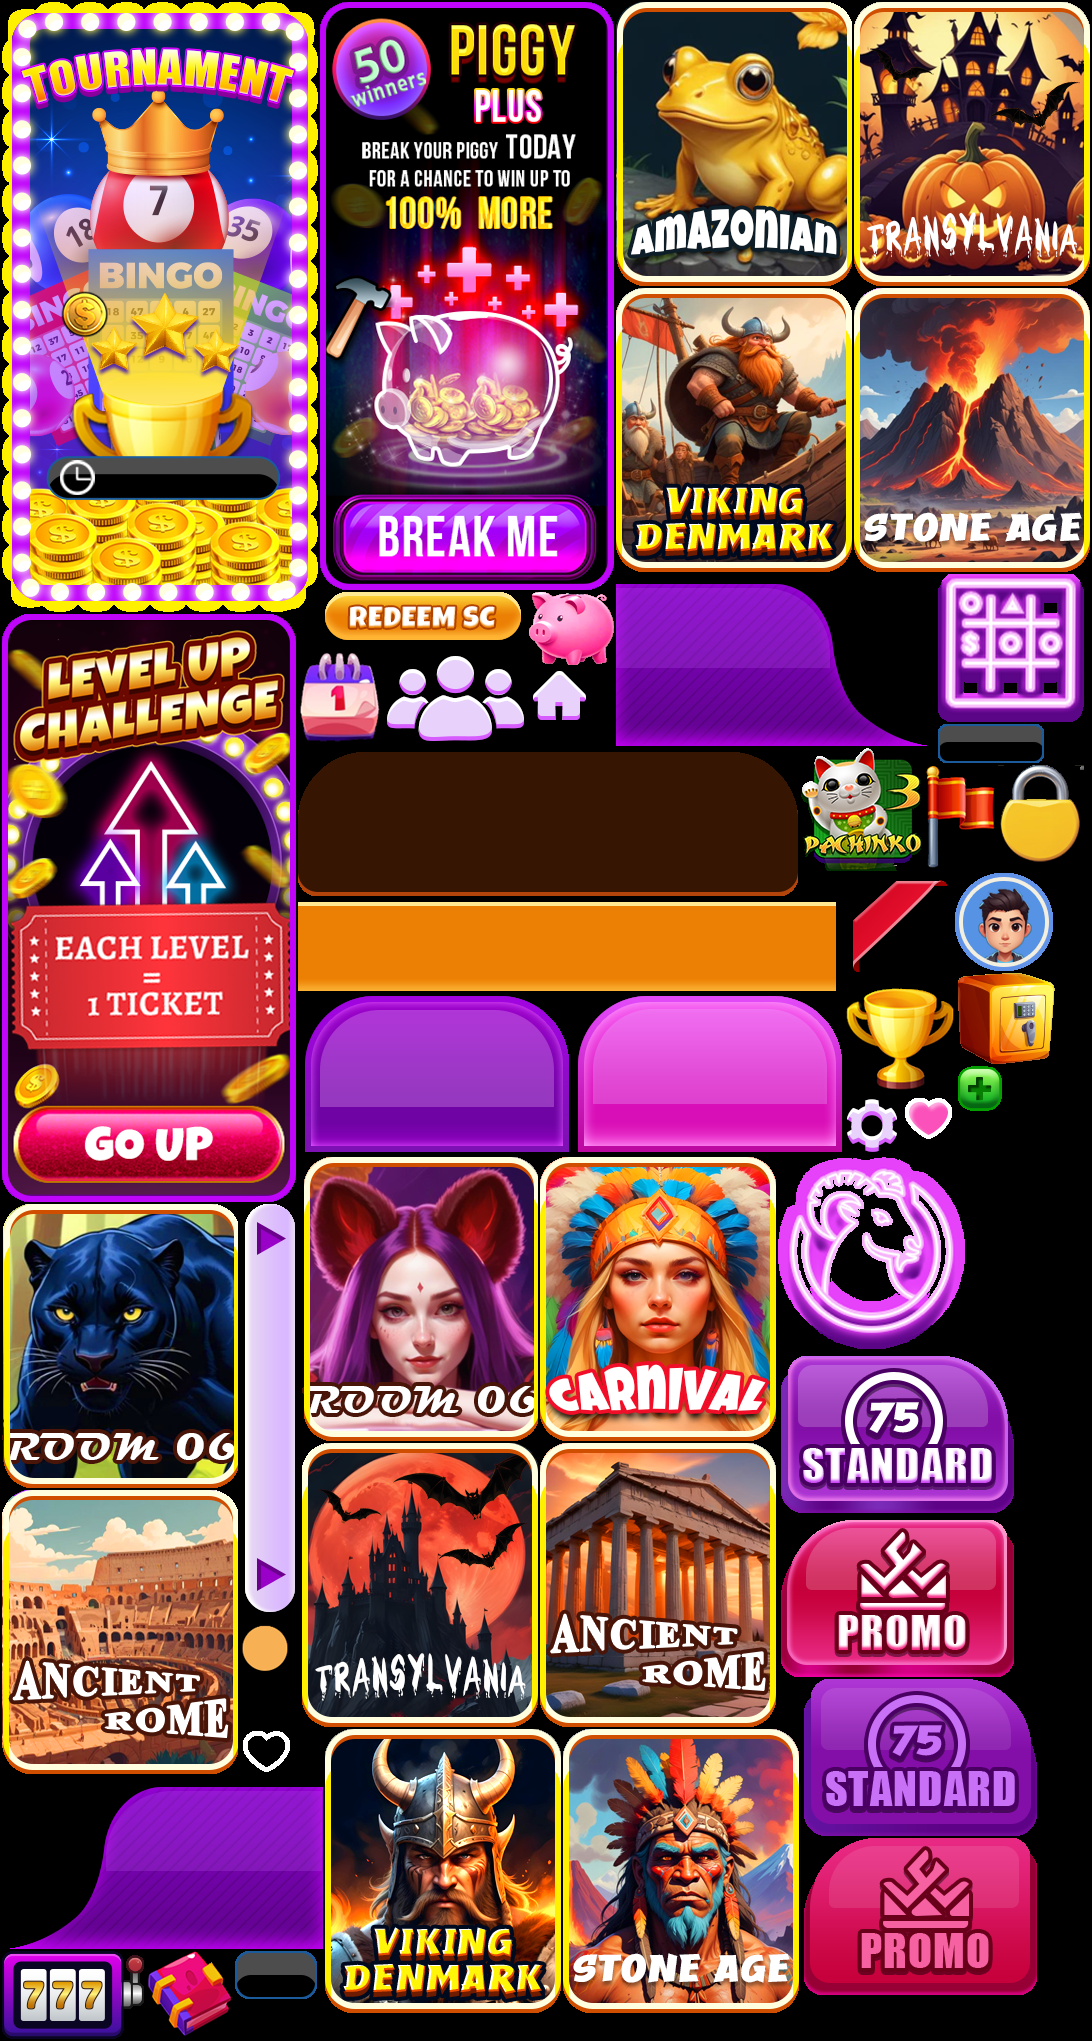 TOURNAMENT
7
18
35
BINGO
50
winners
PIGGY
PLUS
BREAK YOUR PIGGY TODAY
FOR A CHANCE TO WIN UP TO
100% MORE
BREAK ME
AMAZONIAN
TRANSYLVANIA
VIKING
DENMARK
STONE AGE
REDEEM SC
1
LEVEL UP
CHALLENGE
EACH LEVEL
=
1 TICKET
GO UP
3
PACHINKO
ROOM 06
ROOM 06
CARNIVAL
ANCIENT
ROME
TRANSYLVANIA
ANCIENT
ROME
75
STANDARD
PROMO
75
STANDARD
PROMO
VIKING
DENMARK
STONE AGE
777